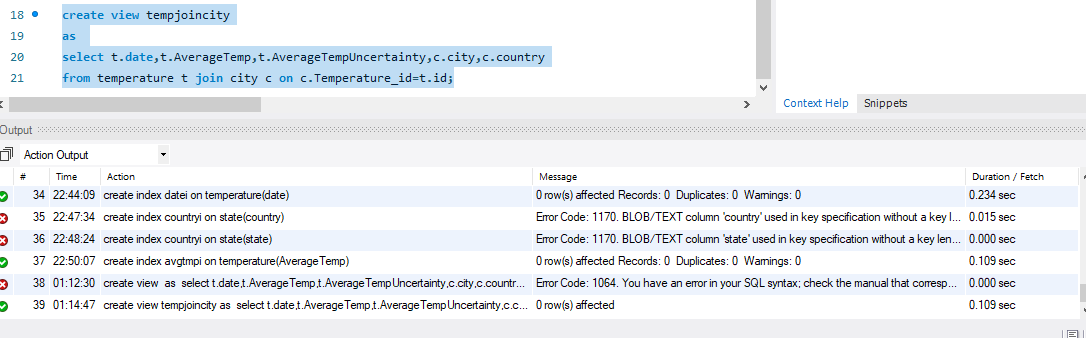 18 create view tempjoincity
19 as
20 select t.date,t.AverageTemp,t.AverageTempUncertainty,c.city,c.country
21 from temperature t join city c on c.Temperature_id=t.id;
Context Help Snippets
Output
Action Output
# Time Action Message Duration / Fetch
34 22:44:09 create index datei on temperature(date) 0 row(s) affected Records: 0 Duplicates: 0 Warnings: 0 0.234 sec
35 22:47:34 create index countryi on state(country) Error Code: 1170. BLOB/TEXT column 'country' used in key specification without a key l... 0.015 sec
36 22:48:24 create index countryi on state(state) Error Code: 1170. BLOB/TEXT column 'state' used in key specification without a key len... 0.000 sec
37 22:50:07 create index avgtmpi on temperature(AverageTemp) 0 row(s) affected Records: 0 Duplicates: 0 Warnings: 0 0.109 sec
38 01:12:30 create view as select t.date,t.AverageTemp,t.AverageTempUncertainty,c.city,c.countr... Error Code: 1064. You have an error in your SQL syntax; check the manual that corresp... 0.000 sec
39 01:14:47 create view tempjoincity as select t.date,t.AverageTemp,t.AverageTempUncertainty,c.c... 0 row(s) affected 0.109 sec